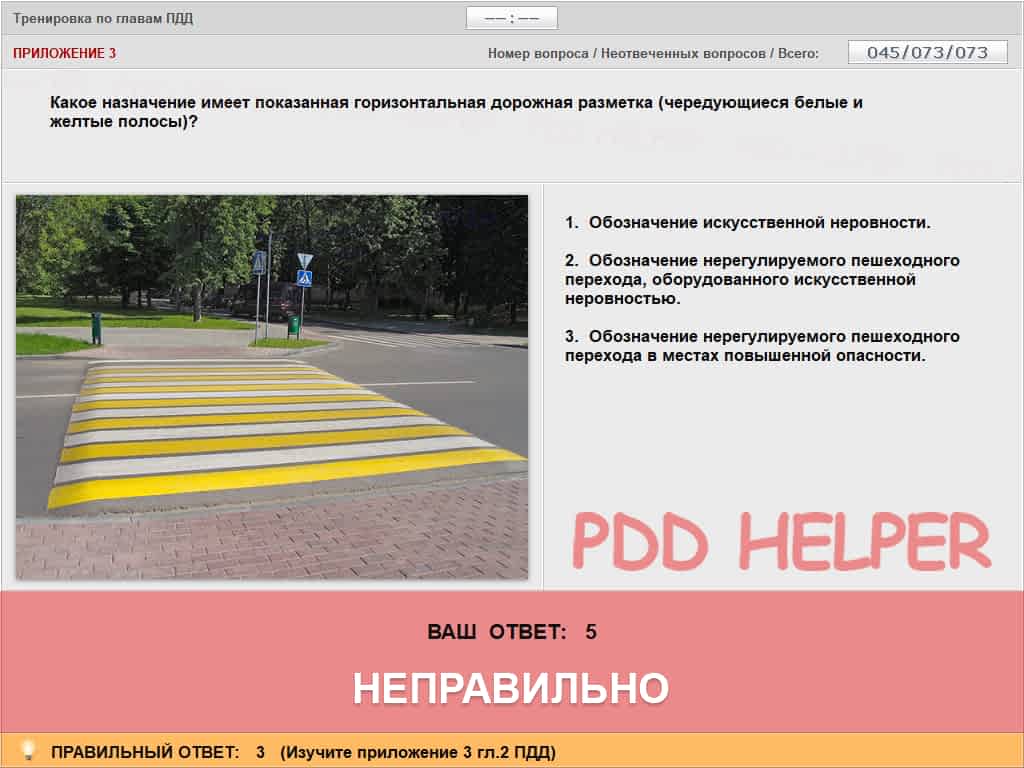 Тренировка по главам ПДД
–– : ––
ПРИЛОЖЕНИЕ 3
Номер вопроса / Неотвеченных вопросов / Всего:
045/073/073
Какое назначение имеет показанная горизонтальная дорожная разметка (чередующиеся белые и
желтые полосы)?
1. Обозначение искусственной неровности.
2. Обозначение нерегулируемого пешеходного
перехода, оборудованного искусственной
неровностью.
3. Обозначение нерегулируемого пешеходного
перехода в местах повышенной опасности.
PDD HELPER
ВАШ ОТВЕТ: 5
НЕПРАВИЛЬНО
ПРАВИЛЬНЫЙ ОТВЕТ: 3 (Изучите приложение 3 гл.2 ПДД)